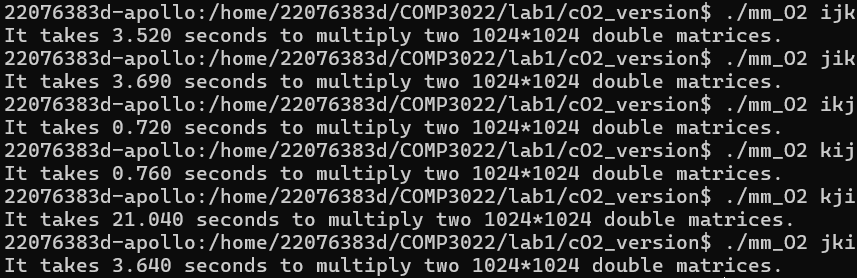 22076383d-apollo:/home/22076383d/COMP3022/lab1/cO2_version$ ./mm_O2 ijk
It takes 3.520 seconds to multiply two 1024*1024 double matrices.
22076383d-apollo:/home/22076383d/COMP3022/lab1/cO2_version$ ./mm_O2 jik
It takes 3.690 seconds to multiply two 1024*1024 double matrices.
22076383d-apollo:/home/22076383d/COMP3022/lab1/cO2_version$ ./mm_O2 ikj
It takes 0.720 seconds to multiply two 1024*1024 double matrices.
22076383d-apollo:/home/22076383d/COMP3022/lab1/cO2_version$ ./mm_O2 kij
It takes 0.760 seconds to multiply two 1024*1024 double matrices.
22076383d-apollo:/home/22076383d/COMP3022/lab1/cO2_version$ ./mm_O2 kji
It takes 21.040 seconds to multiply two 1024*1024 double matrices.
22076383d-apollo:/home/22076383d/COMP3022/lab1/cO2_version$ ./mm_O2 jki
It takes 3.640 seconds to multiply two 1024*1024 double matrices.